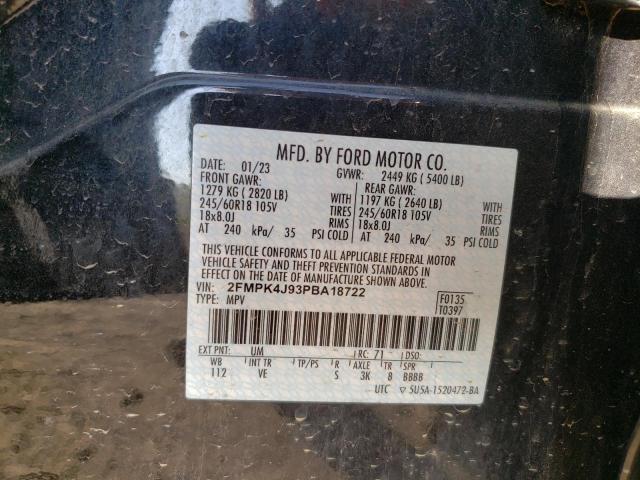 MFD. BY FORD MOTOR CO.
DATE: 01/23 GVWR: 2449 KG ( 5400 LB)
FRONT GAWR: REAR GAWR:
1279 KG ( 2820 LB) WITH 1197 KG ( 2640 LB) WITH
245/60R18 105V TIRES 245/60R18 105V TIRES
18x8.0J RIMS 18x8.0J RIMS
AT 240 kPa/ 35 PSI COLD AT 240 kPa/ 35 PSI COLD
THIS VEHICLE CONFORMS TO ALL APPLICABLE FEDERAL MOTOR
VEHICLE SAFETY AND THEFT PREVENTION STANDARDS IN
EFFECT ON THE DATE OF MANUFACTURE SHOWN ABOVE.
VIN: 2FMPK4J93PBA18722 F0135
TYPE: MPV T0397
EXT PNT: UM RC: 71 DSO:
WB INT TR TP/PS R AXLE TR SPR
112 VE S 3K 8 BBBB
UTC ▽ 5U5A-1520472-BA